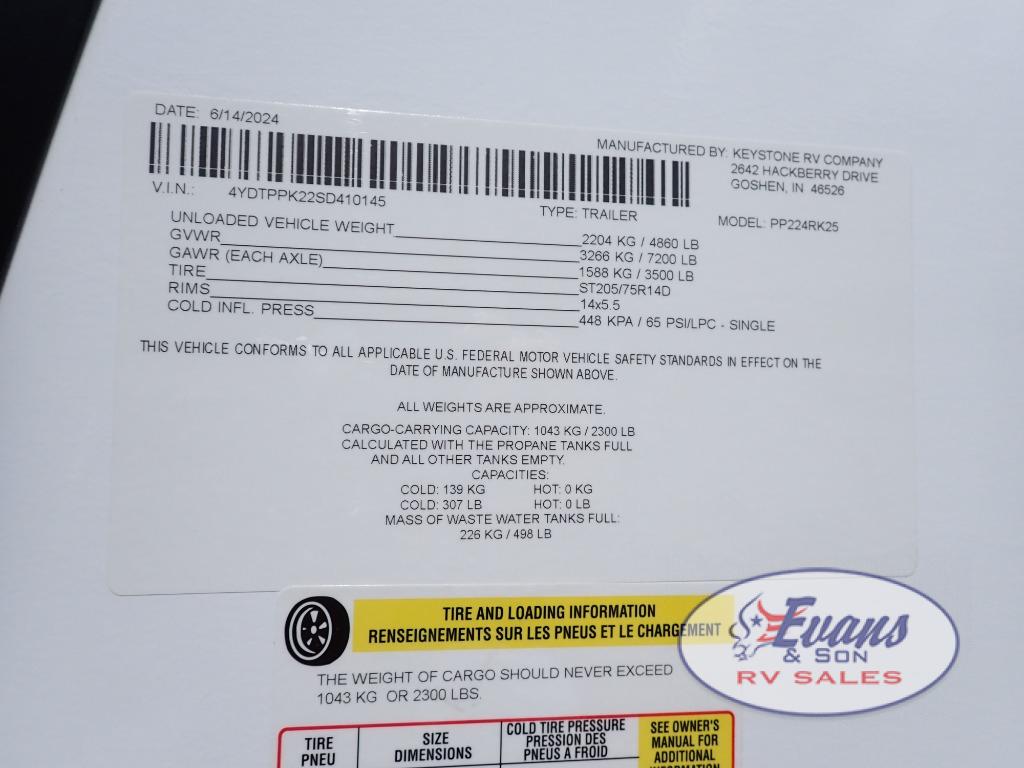 DATE: 6/14/2024
MANUFACTURED BY: KEYSTONE RV COMPANY
2642 HACKBERRY DRIVE
GOSHEN, IN 46526
V.I.N.: 4YDTPPK22SD410145
TYPE: TRAILER
MODEL: PP224RK25
UNLOADED VEHICLE WEIGHT 2204 KG / 4860 LB
GVWR 3266 KG / 7200 LB
GAWR (EACH AXLE) 1588 KG / 3500 LB
TIRE ST205/75R14D
RIMS 14x5.5
COLD INFL. PRESS 448 KPA / 65 PSI/LPC - SINGLE
THIS VEHICLE CONFORMS TO ALL APPLICABLE U.S. FEDERAL MOTOR VEHICLE SAFETY STANDARDS IN EFFECT ON THE
DATE OF MANUFACTURE SHOWN ABOVE.
ALL WEIGHTS ARE APPROXIMATE.
CARGO-CARRYING CAPACITY: 1043 KG / 2300 LB
CALCULATED WITH THE PROPANE TANKS FULL
AND ALL OTHER TANKS EMPTY.
CAPACITIES:
COLD: 139 KG HOT: 0 KG
COLD: 307 LB HOT: 0 LB
MASS OF WASTE WATER TANKS FULL:
226 KG / 498 LB
TIRE AND LOADING INFORMATION
RENSEIGNEMENTS SUR LES PNEUS ET LE CHARGEMENT
Evans
& SON
RV SALES
THE WEIGHT OF CARGO SHOULD NEVER EXCEED
1043 KG OR 2300 LBS.
TIRE
PNEU
SIZE
DIMENSIONS
COLD TIRE PRESSURE
PRESSION DES
PNEUS A FROID
SEE OWNER'S
MANUAL FOR
ADDITIONAL
INFORMATION